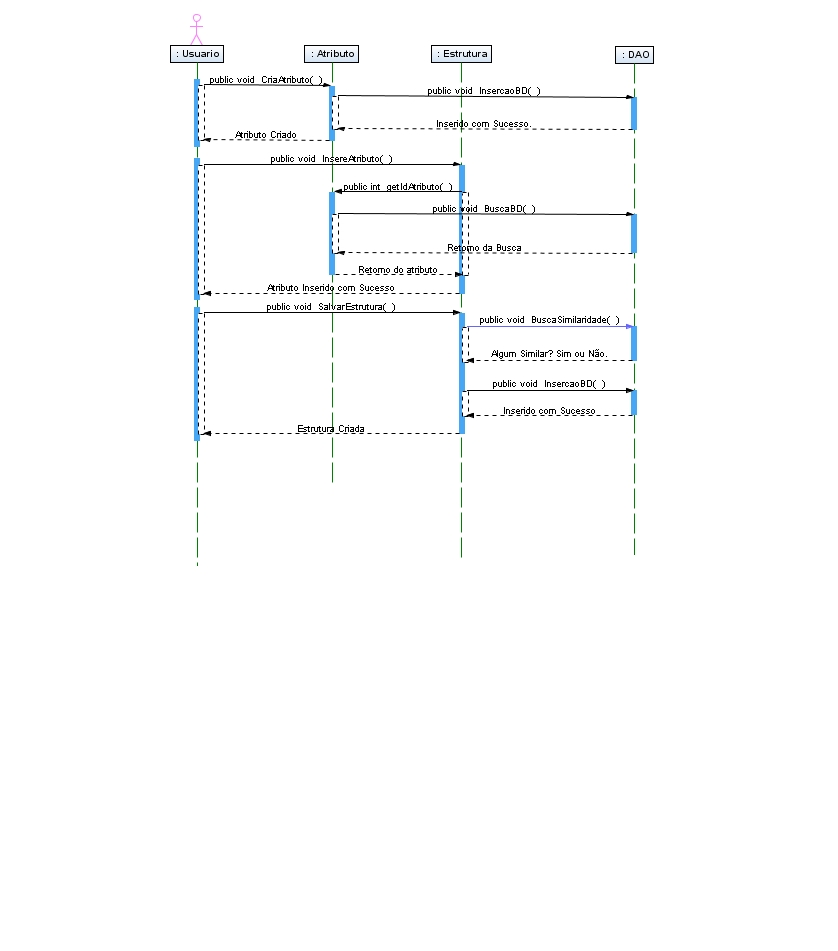 : Usuario
: Atributo
: Estrutura
: DAO
public void CriaAtributo( )
public void InsercaoBD( )
Inserido com Sucesso.
Atributo Criado
public void InsereAtributo( )
public int getIdAtributo( )
public void BuscaBD( )
Retorno da Busca
Retorno do atributo
Atributo Inserido com Sucesso
public void SalvarEstrutura( )
public void BuscaSimilaridade( )
Algum Similar? Sim ou Não.
public void InsercaoBD( )
Inserido com Sucesso
Estrutura Criada